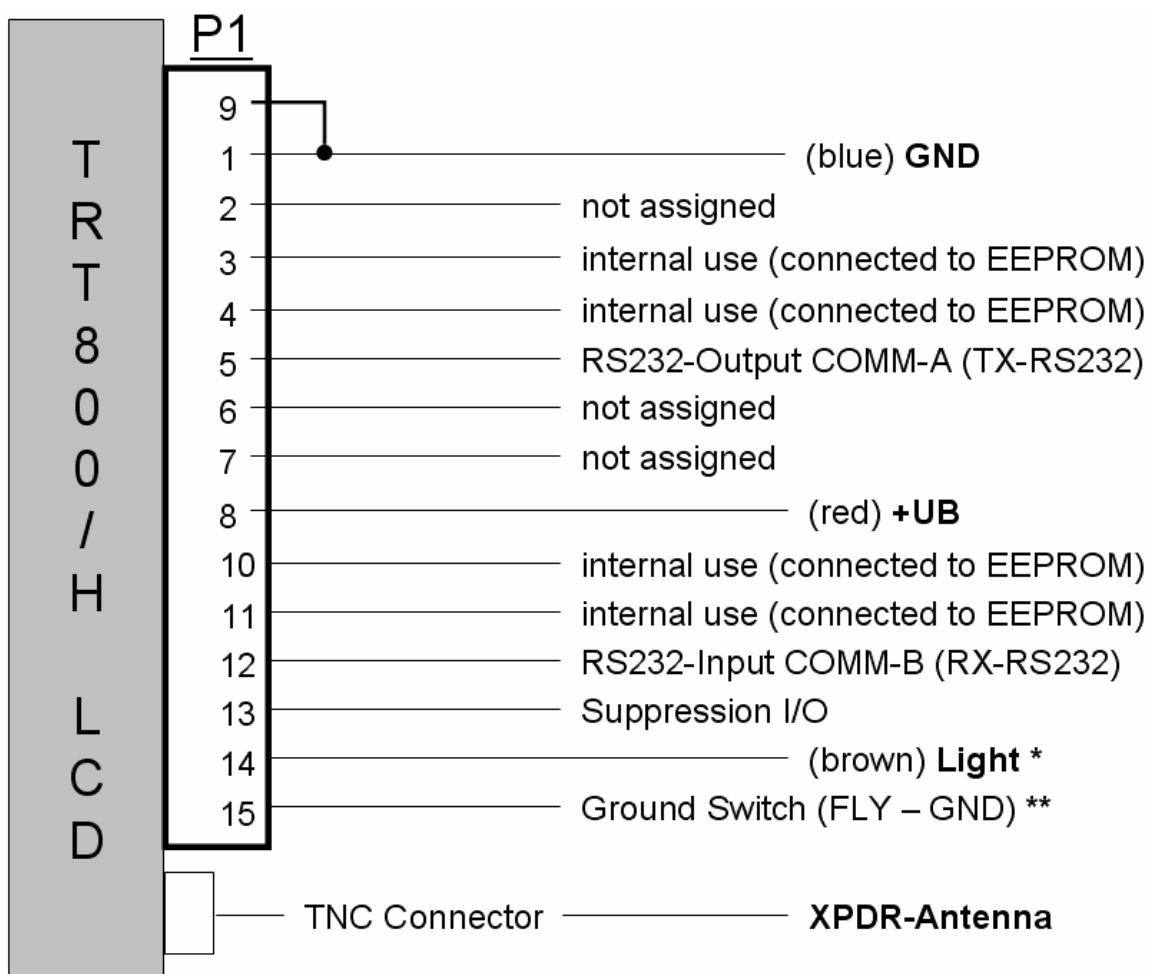 P1
TRT800/H LCD
9
1 (blue) GND
2 not assigned
3 internal use (connected to EEPROM)
4 internal use (connected to EEPROM)
5 RS232-Output COMM-A (TX-RS232)
6 not assigned
7 not assigned
8 (red) +UB
10 internal use (connected to EEPROM)
11 internal use (connected to EEPROM)
12 RS232-Input COMM-B (RX-RS232)
13 Suppression I/O
14 (brown) Light *
15 Ground Switch (FLY – GND) **
TNC Connector XPDR-Antenna